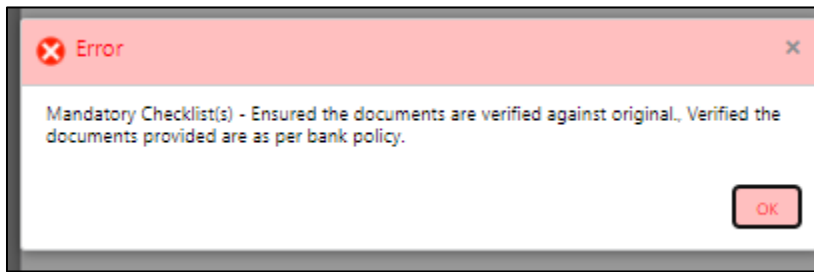 Error
Mandatory Checklist(s) - Ensured the documents are verified against original., Verified the
documents provided are as per bank policy.
OK